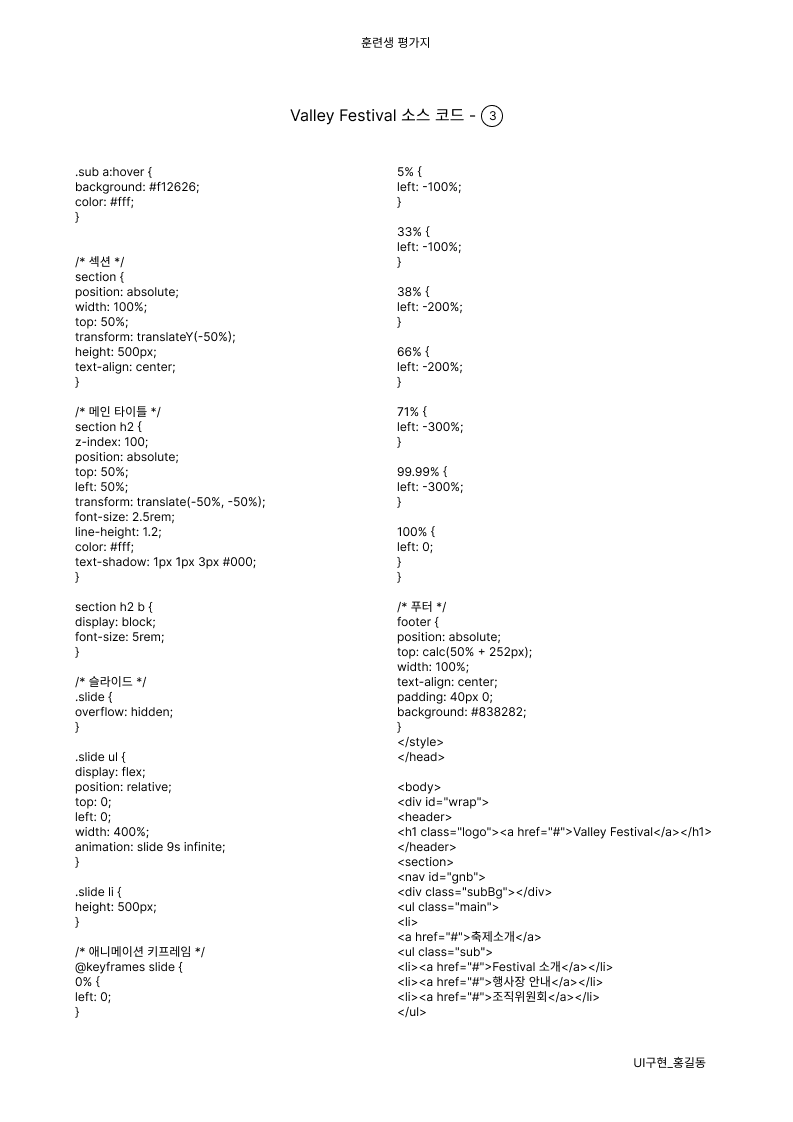 훈련생 평가지
Valley Festival 소스 코드 - ③
.sub a:hover {
background: #f12626;
color: #fff;
}
/* 섹션 */
section {
position: absolute;
width: 100%;
top: 50%;
transform: translateY(-50%);
height: 500px;
text-align: center;
}
/* 메인 타이틀 */
section h2 {
z-index: 100;
position: absolute;
top: 50%;
left: 50%;
transform: translate(-50%, -50%);
font-size: 2.5rem;
line-height: 1.2;
color: #fff;
text-shadow: 1px 1px 3px #000;
}
section h2 b {
display: block;
font-size: 5rem;
}
/* 슬라이드 */
.slide {
overflow: hidden;
}
.slide ul {
display: flex;
position: relative;
top: 0;
left: 0;
width: 400%;
animation: slide 9s infinite;
}
.slide li {
height: 500px;
}
/* 애니메이션 키프레임 */
@keyframes slide {
0% {
left: 0;
}
5% {
left: -100%;
}
33% {
left: -100%;
}
38% {
left: -200%;
}
66% {
left: -200%;
}
71% {
left: -300%;
}
99.99% {
left: -300%;
}
100% {
left: 0;
}
}
/* 푸터 */
footer {
position: absolute;
top: calc(50% + 252px);
width: 100%;
text-align: center;
padding: 40px 0;
background: #838282;
}
</style>
</head>
<body>
<div id="wrap">
<header>
<h1 class="logo"><a href="#">Valley Festival</a></h1>
</header>
<section>
<nav id="gnb">
<div class="subBg"></div>
<ul class="main">
<li>
<a href="#">축제소개</a>
<ul class="sub">
<li><a href="#">Festival 소개</a></li>
<li><a href="#">행사장 안내</a></li>
<li><a href="#">조직위원회</a></li>
</ul>
UI구현_홍길동